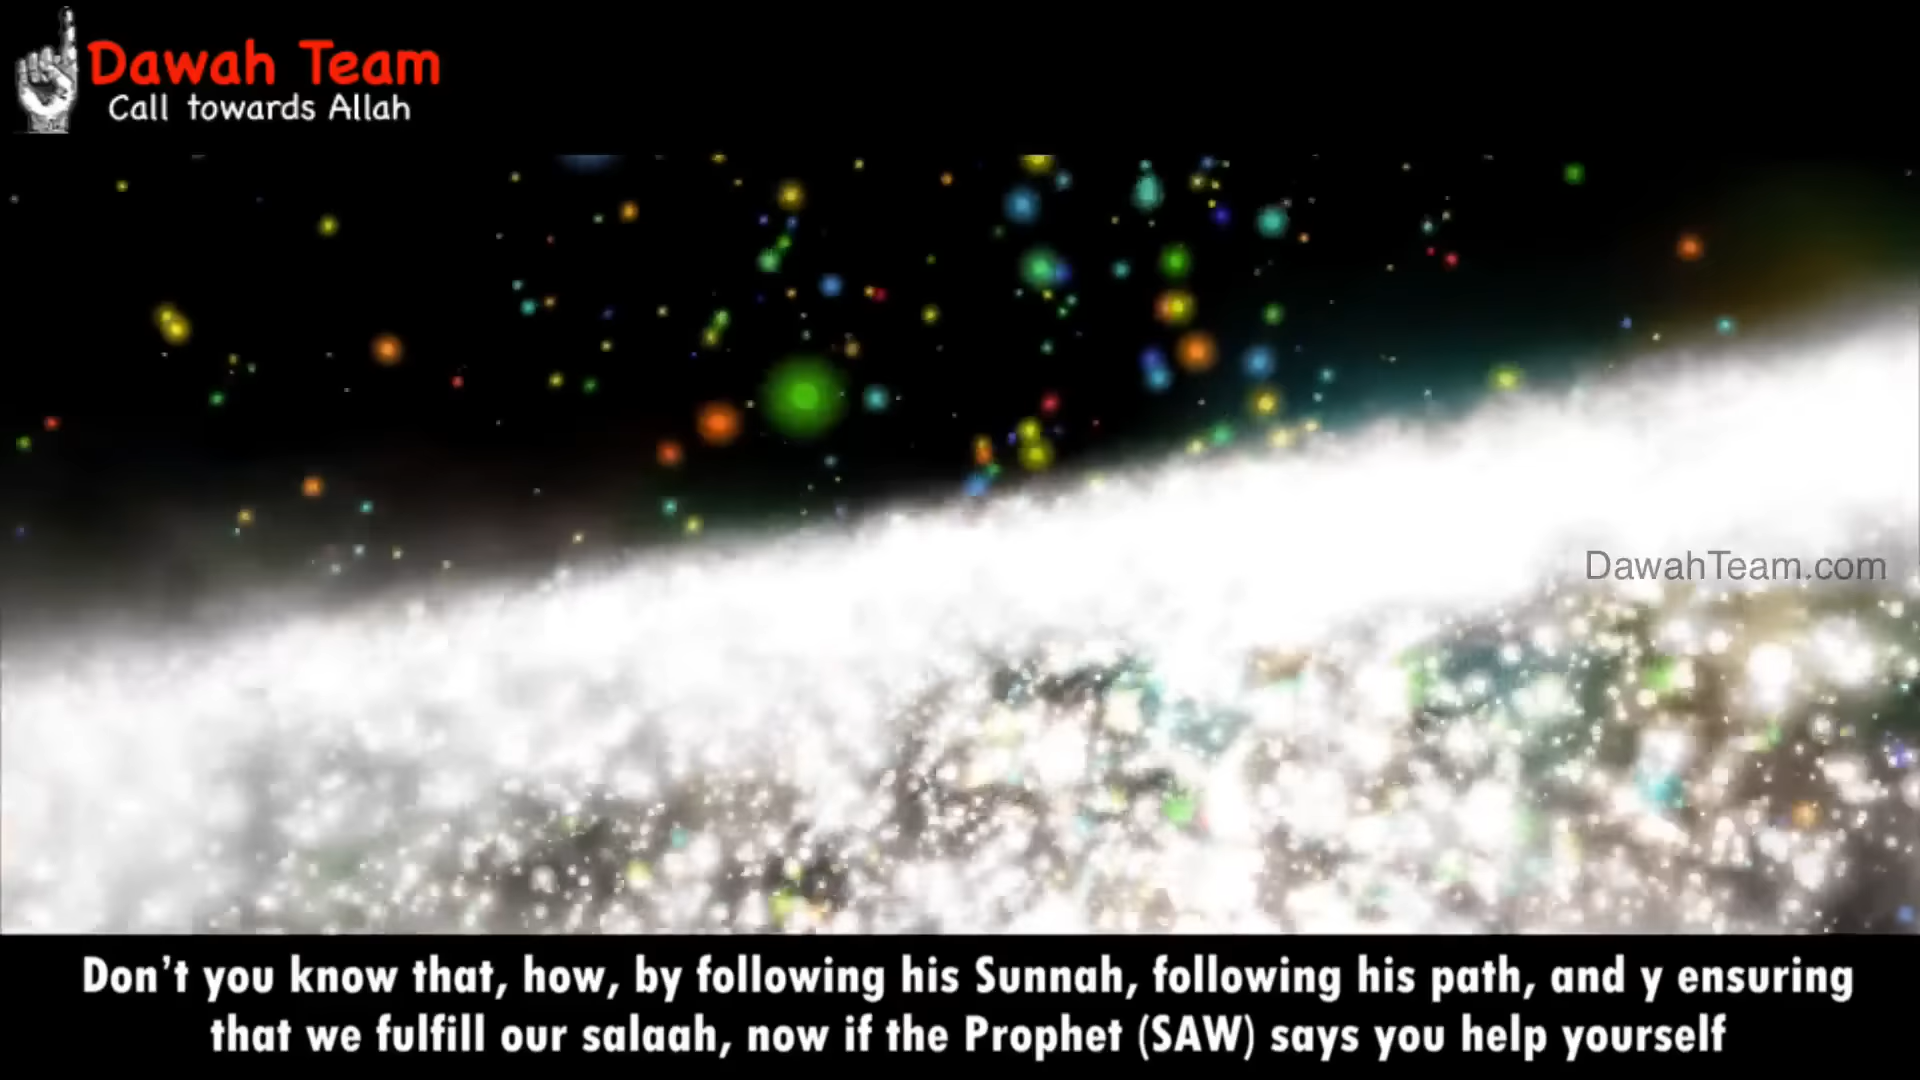 Dawah Team
Call towards Allah
DawahTeam.com
Don't you know that, how, by following his Sunnah, following his path, and y ensuring
that we fulfill our salaah, now if the Prophet (SAW) says you help yourself